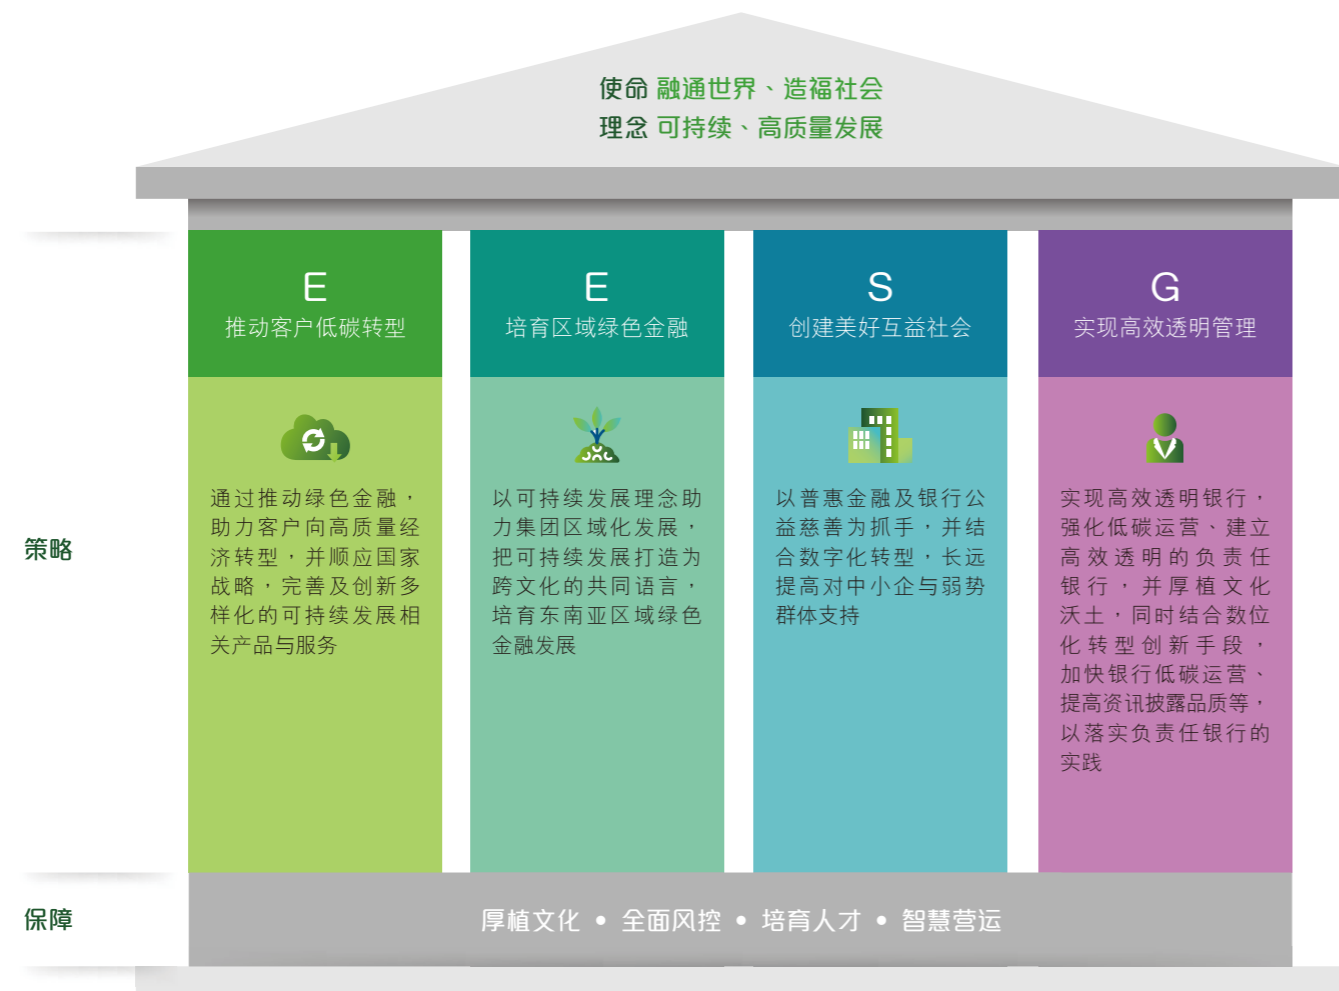 使命 融通世界、造福社会
理念 可持续、高质量发展
E
推动客户低碳转型
E
培育区域绿色金融
S
创建美好互益社会
G
实现高效透明管理
策略
通过推动绿色金融，
助力客户向高质量经
济转型，并顺应国家
战略，完善及创新多
样化的可持续发展相
关产品与服务
以可持续发展理念助
力集团区域化发展，
把可持续发展打造为
跨文化的共同语言，
培育东南亚区域绿色
金融发展
以普惠金融及银行公
益慈善为抓手，并结
合数字化转型，长远
提高对中小企与弱势
群体支持
实现高效透明银行，
强化低碳运营、建立
高效透明的负责任
银行，并厚植文化
沃土，同时结合数位
化转型创新手段，
加快银行低碳运营、
提高资讯披露品质等，
以落实负责任银行的
实践
保障
厚植文化 • 全面风控 • 培育人才 • 智慧营运